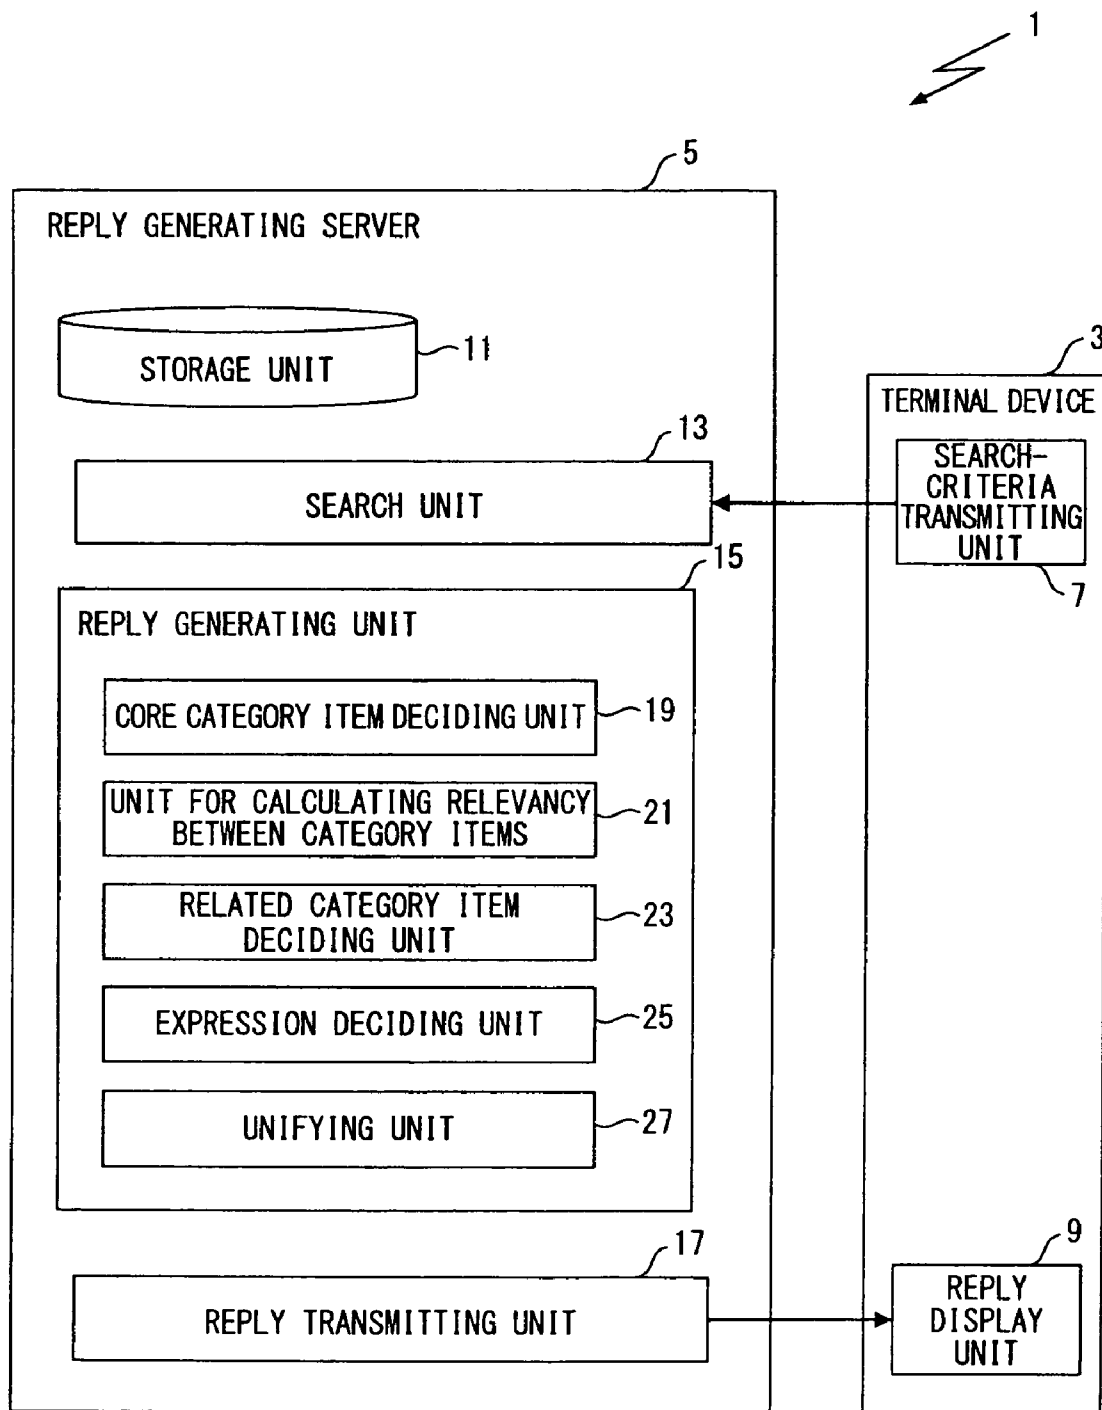 1
5
REPLY GENERATING SERVER
STORAGE UNIT
11
3
TERMINAL DEVICE
13
SEARCH UNIT
SEARCH-
CRITERIA
TRANSMITTING
UNIT
7
15
REPLY GENERATING UNIT
CORE CATEGORY ITEM DECIDING UNIT
19
UNIT FOR CALCULATING RELEVANCY
BETWEEN CATEGORY ITEMS
21
RELATED CATEGORY ITEM
DECIDING UNIT
23
EXPRESSION DECIDING UNIT
25
UNIFYING UNIT
27
17
REPLY TRANSMITTING UNIT
9
REPLY
DISPLAY
UNIT